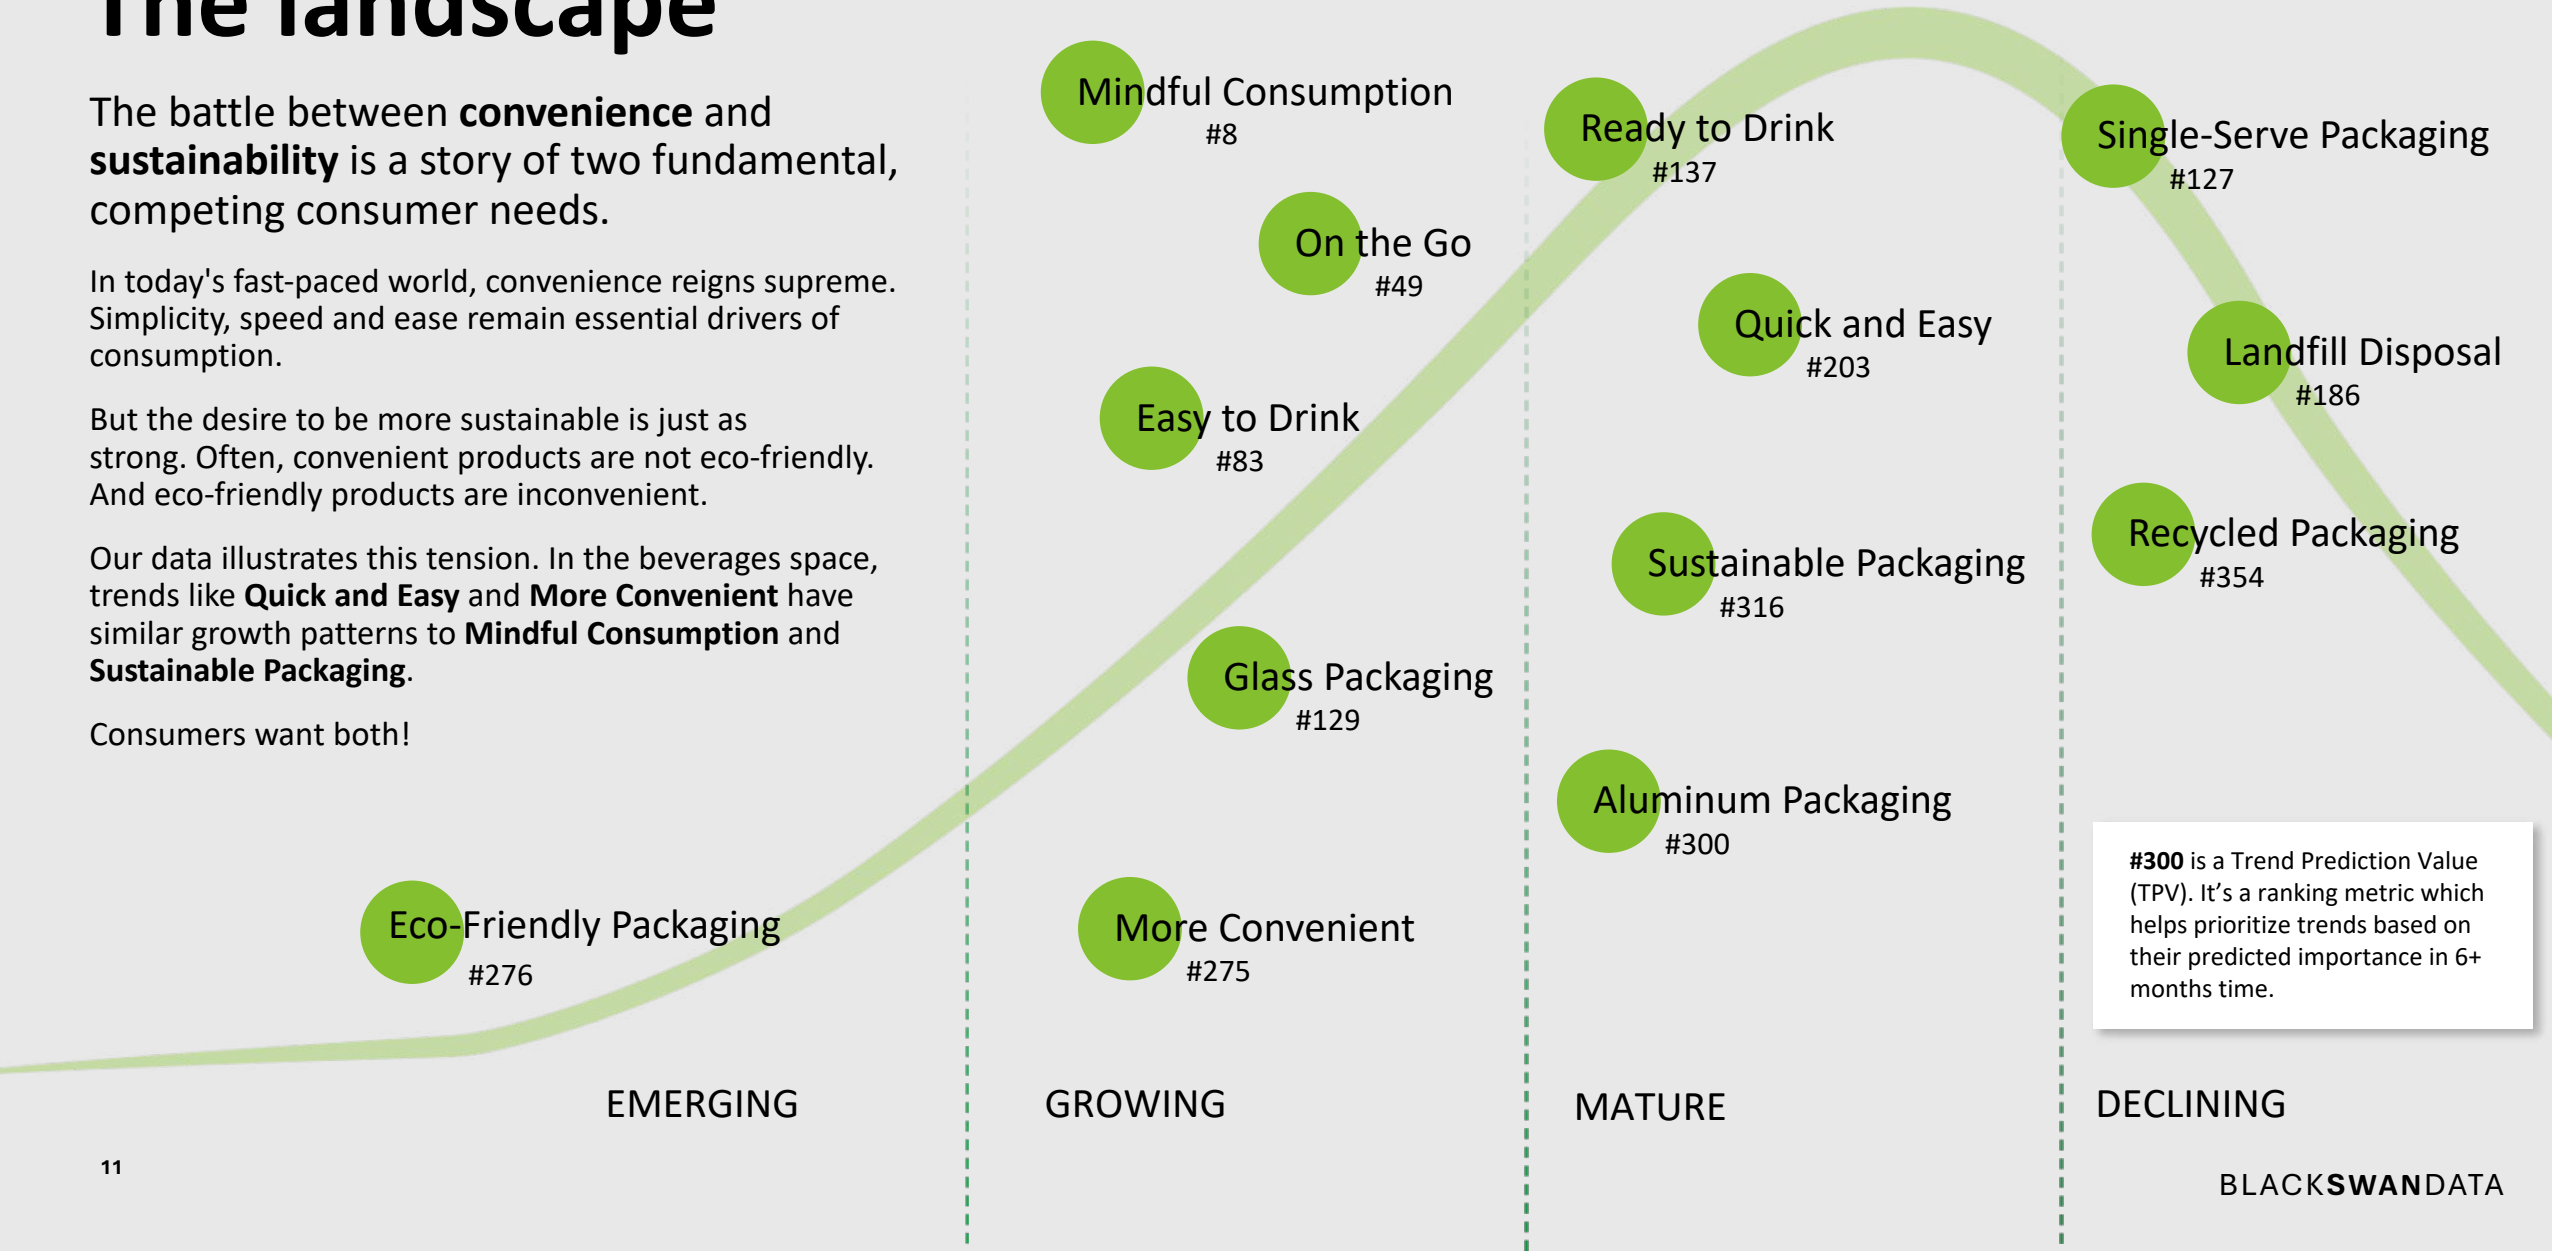 The landscape
The battle between convenience and
sustainability is a story of two fundamental,
competing consumer needs.
In today's fast-paced world, convenience reigns supreme.
Simplicity, speed and ease remain essential drivers of
consumption.
But the desire to be more sustainable is just as
strong. Often, convenient products are not eco-friendly.
And eco-friendly products are inconvenient.
Our data illustrates this tension. In the beverages space,
trends like Quick and Easy and More Convenient have
similar growth patterns to Mindful Consumption and
Sustainable Packaging.
Consumers want both!
Eco-Friendly Packaging
#276
EMERGING
Mindful Consumption
#8
On the Go
#49
Easy to Drink
#83
Glass Packaging
#129
More Convenient
#275
GROWING
Ready to Drink
#137
Quick and Easy
#203
Sustainable Packaging
#316
Aluminum Packaging
#300
MATURE
Single-Serve Packaging
#127
Landfill Disposal
#186
Recycled Packaging
#354
#300 is a Trend Prediction Value
(TPV). It’s a ranking metric which
helps prioritize trends based on
their predicted importance in 6+
months time.
DECLINING
11
BLACKSWANDATA